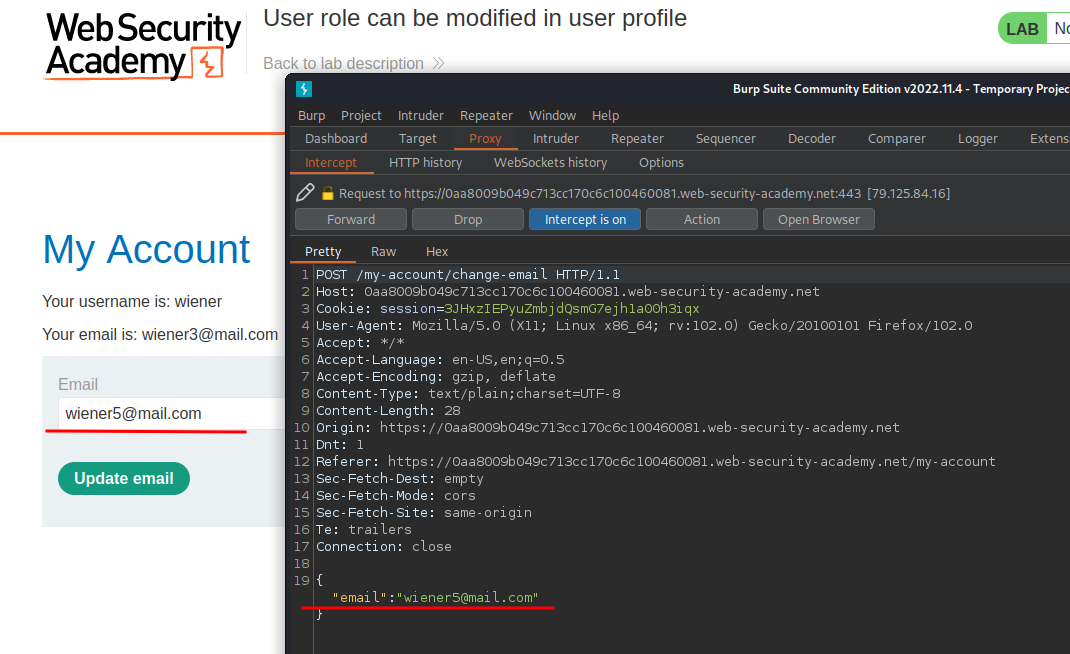 Web Security
Academy
User role can be modified in user profile
Back to lab description
LAB
My Account
Your username is: wiener
Your email is: wiener3@mail.com
Email
wiener5@mail.com
Update email
Burp Suite Community Edition v2022.11.4 - Temporary Projec
Burp Project Intruder Repeater Window Help
Dashboard Target Proxy Intruder Repeater Sequencer Decoder Comparer Logger Extens
Intercept HTTP history WebSockets history Options
Request to https://0aa8009b049c713cc170c6c100460081.web-security-academy.net:443 [79.125.84.16]
Forward Drop Intercept is on Action Open Browser
Pretty Raw Hex
1 POST /my-account/change-email HTTP/1.1
2 Host: 0aa8009b049c713cc170c6c100460081.web-security-academy.net
3 Cookie: session=3JHxzIEPyuZmbjdQsmG7ejh1a00h3iqx
4 User-Agent: Mozilla/5.0 (X11; Linux x86_64; rv:102.0) Gecko/20100101 Firefox/102.0
5 Accept: */*
6 Accept-Language: en-US,en;q=0.5
7 Accept-Encoding: gzip, deflate
8 Content-Type: text/plain;charset=UTF-8
9 Content-Length: 28
10 Origin: https://0aa8009b049c713cc170c6c100460081.web-security-academy.net
11 Dnt: 1
12 Referer: https://0aa8009b049c713cc170c6c100460081.web-security-academy.net/my-account
13 Sec-Fetch-Dest: empty
14 Sec-Fetch-Mode: cors
15 Sec-Fetch-Site: same-origin
16 Te: trailers
17 Connection: close
18
19 {
"email":"wiener5@mail.com"
}